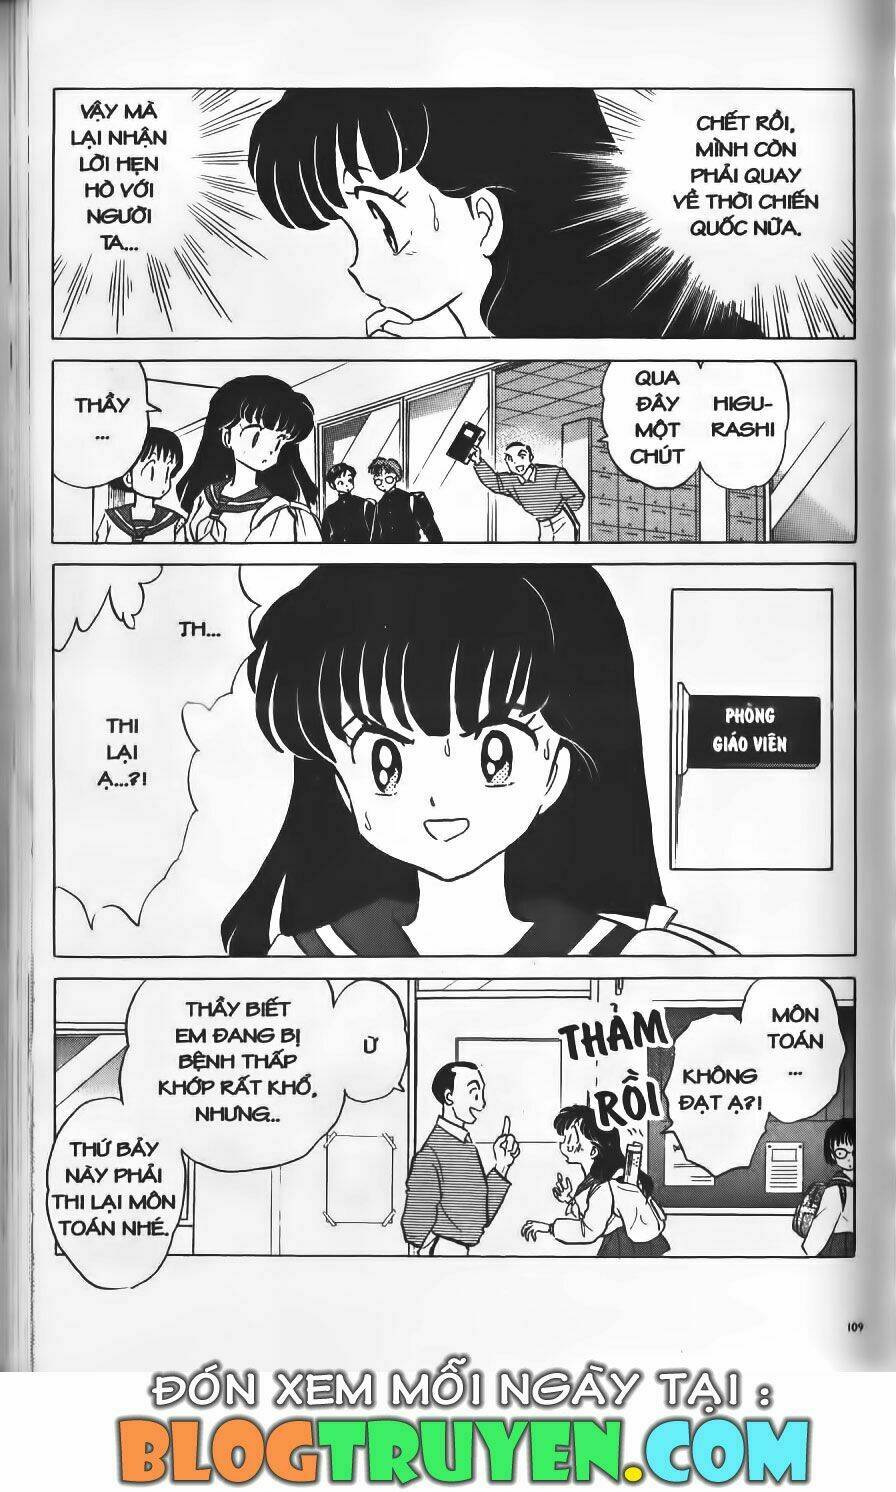 CHẾT RỒI,
MÌNH CÒN
PHẢI QUAY
VỀ THỜI CHIẾN
QUỐC NỮA.
VẬY MÀ
LẠI NHẬN
LỜI HẸN
HÒ VỚI
NGƯỜI
TA...
HIGU-
RASHI
QUA
ĐÂY
MỘT
CHÚT
THẦY
...
PHÒNG
GIÁO VIÊN
TH...
THI
LẠI
Ạ...?!
MÔN
TOÁN
...
KHÔNG
ĐẠT Ạ?!
THẢM
RỒI
Ừ
THẦY BIẾT
EM ĐANG BỊ
BỆNH THẤP
KHỚP RẤT KHỔ,
NHƯNG...
THỨ BẢY
NÀY PHẢI
THI LẠI MÔN
TOÁN NHÉ.
109
ĐÓN XEM MỖI NGÀY TẠI :
BLOGTRUYEN.COM